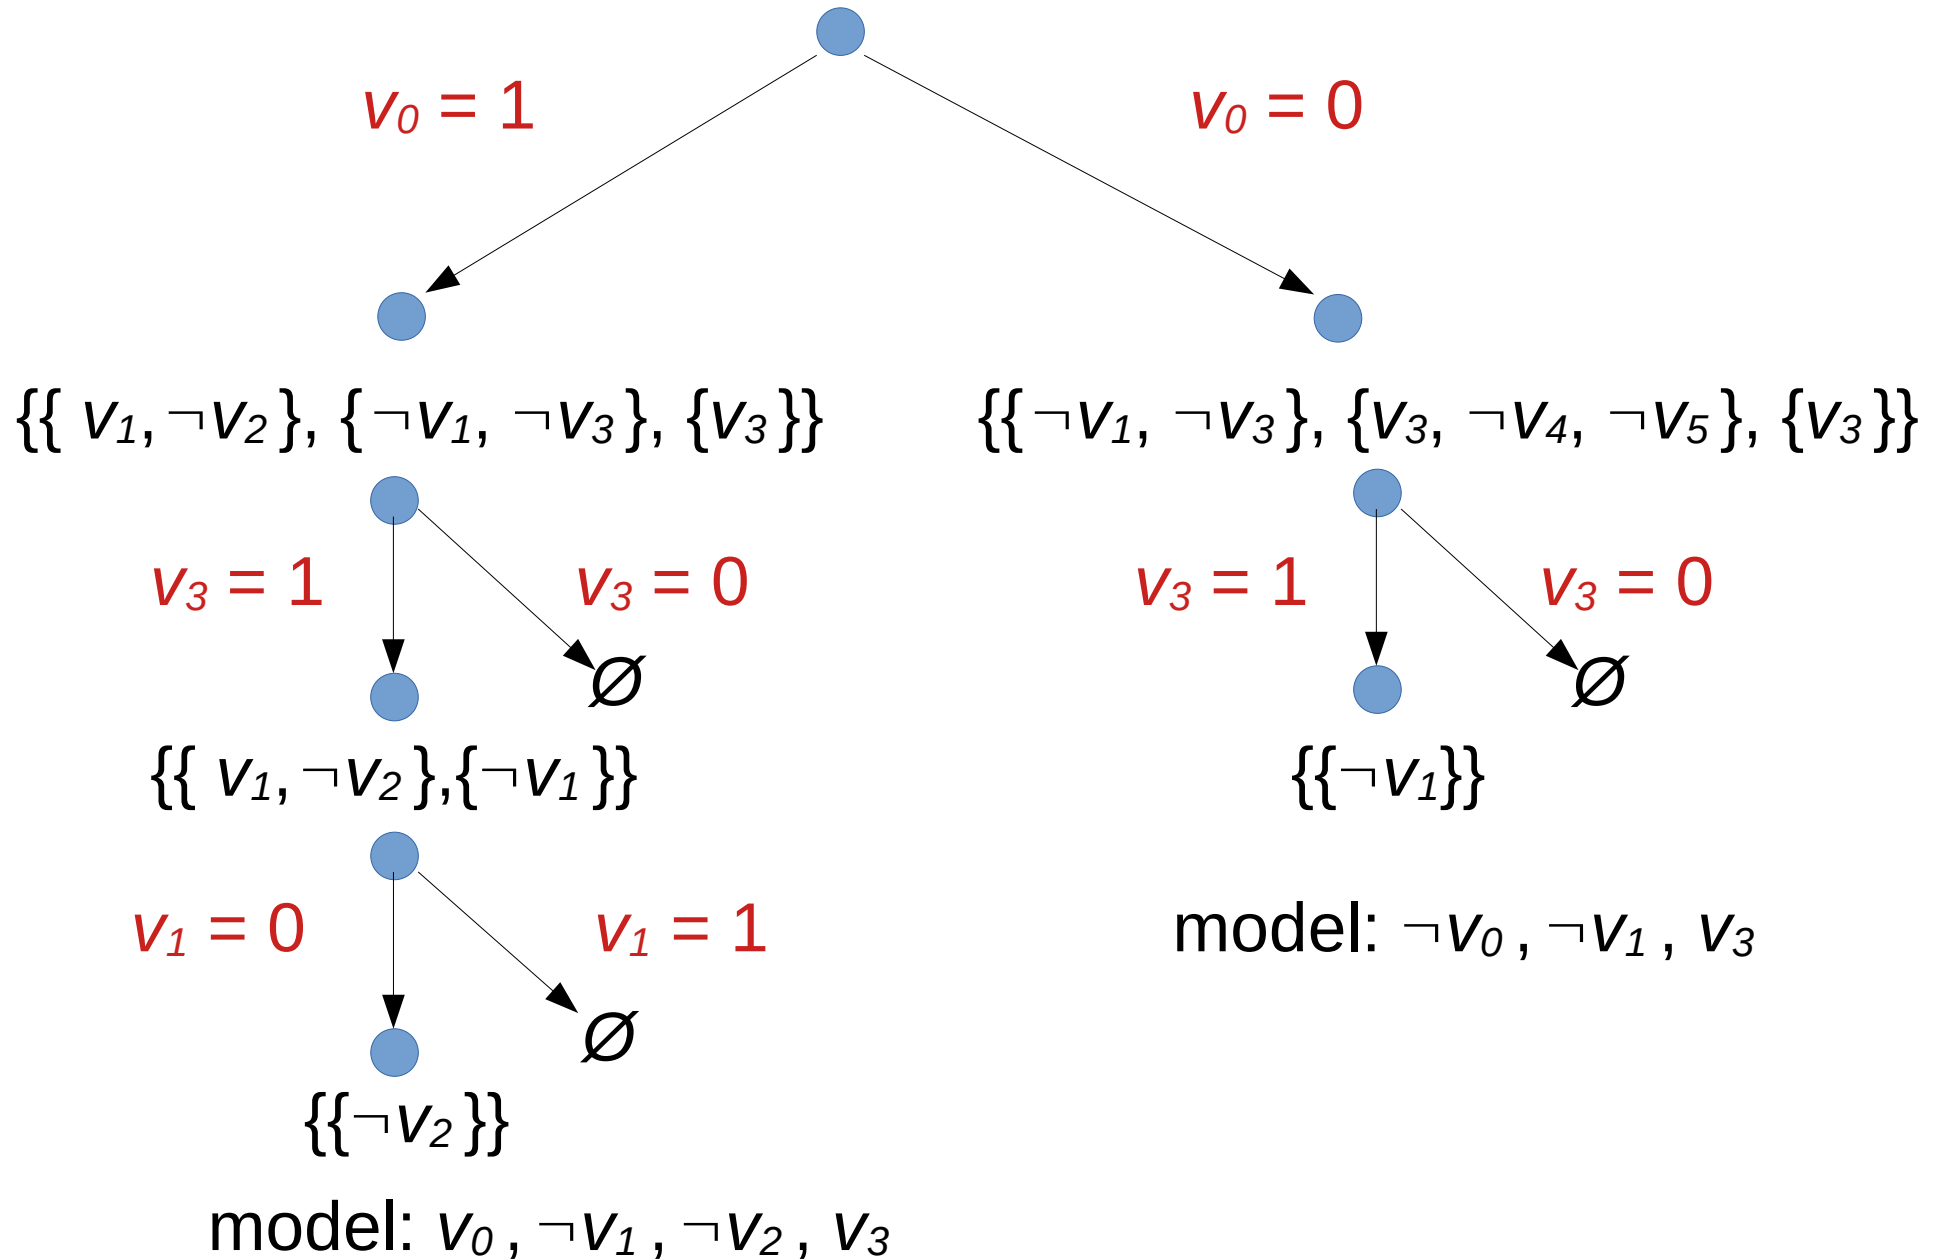 v₀ = 1
v₀ = 0
{{ v₁, ¬v₂ }, { ¬v₁, ¬v₃ }, {v₃ }}
{{ ¬v₁, ¬v₃ }, {v₃, ¬v₄, ¬v₅ }, {v₃ }}
v₃ = 1
v₃ = 0
v₃ = 1
v₃ = 0
Ø
Ø
{{ v₁, ¬v₂ },{¬v₁ }}
{{¬v₁}}
v₁ = 0
v₁ = 1
model: ¬v₀ , ¬v₁ , v₃
Ø
{{¬v₂ }}
model: v₀ , ¬v₁ , ¬v₂ , v₃